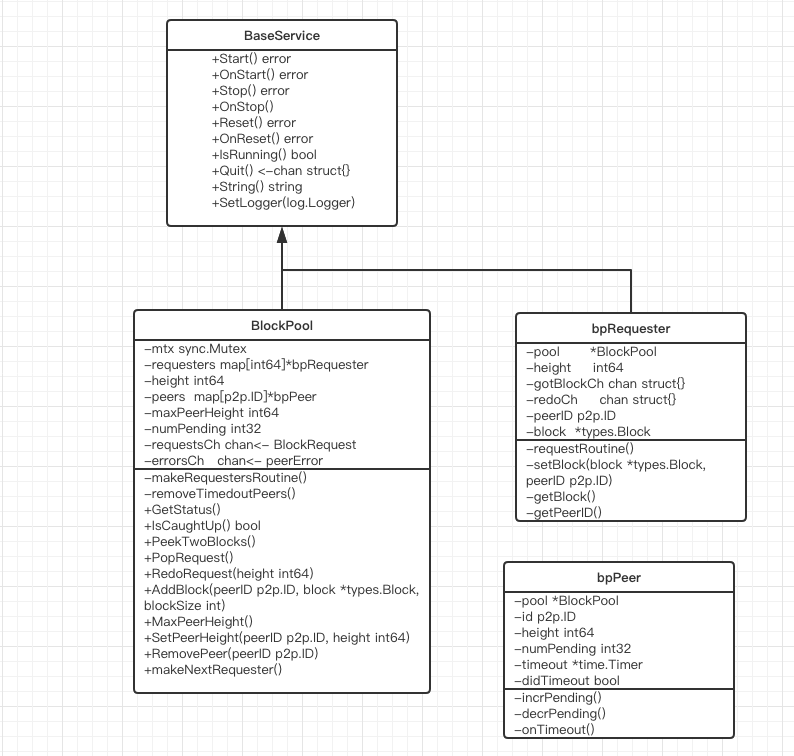 BaseService
+Start() error
+OnStart() error
+Stop() error
+OnStop()
+Reset() error
+OnReset() error
+IsRunning() bool
+Quit() <-chan struct{}
+String() string
+SetLogger(log.Logger)
BlockPool
-mtx sync.Mutex
-requesters map[int64]*bpRequester
-height int64
-peers map[p2p.ID]*bpPeer
-maxPeerHeight int64
-numPending int32
-requestsCh chan<- BlockRequest
-errorsCh chan<- peerError
-makeRequestersRoutine()
-removeTimedoutPeers()
+GetStatus()
+IsCaughtUp() bool
+PeekTwoBlocks()
+PopRequest()
+RedoRequest(height int64)
+AddBlock(peerID p2p.ID, block *types.Block,
blockSize int)
+MaxPeerHeight()
+SetPeerHeight(peerID p2p.ID, height int64)
+RemovePeer(peerID p2p.ID)
+makeNextRequester()
bpRequester
-pool *BlockPool
-height int64
-gotBlockCh chan struct{}
-redoCh chan struct{}
-peerID p2p.ID
-block *types.Block
-requestRoutine()
-setBlock(block *types.Block,
peerID p2p.ID)
-getBlock()
-getPeerID()
bpPeer
-pool *BlockPool
-id p2p.ID
-height int64
-numPending int32
-timeout *time.Timer
-didTimeout bool
-incrPending()
-decrPending()
-onTimeout()